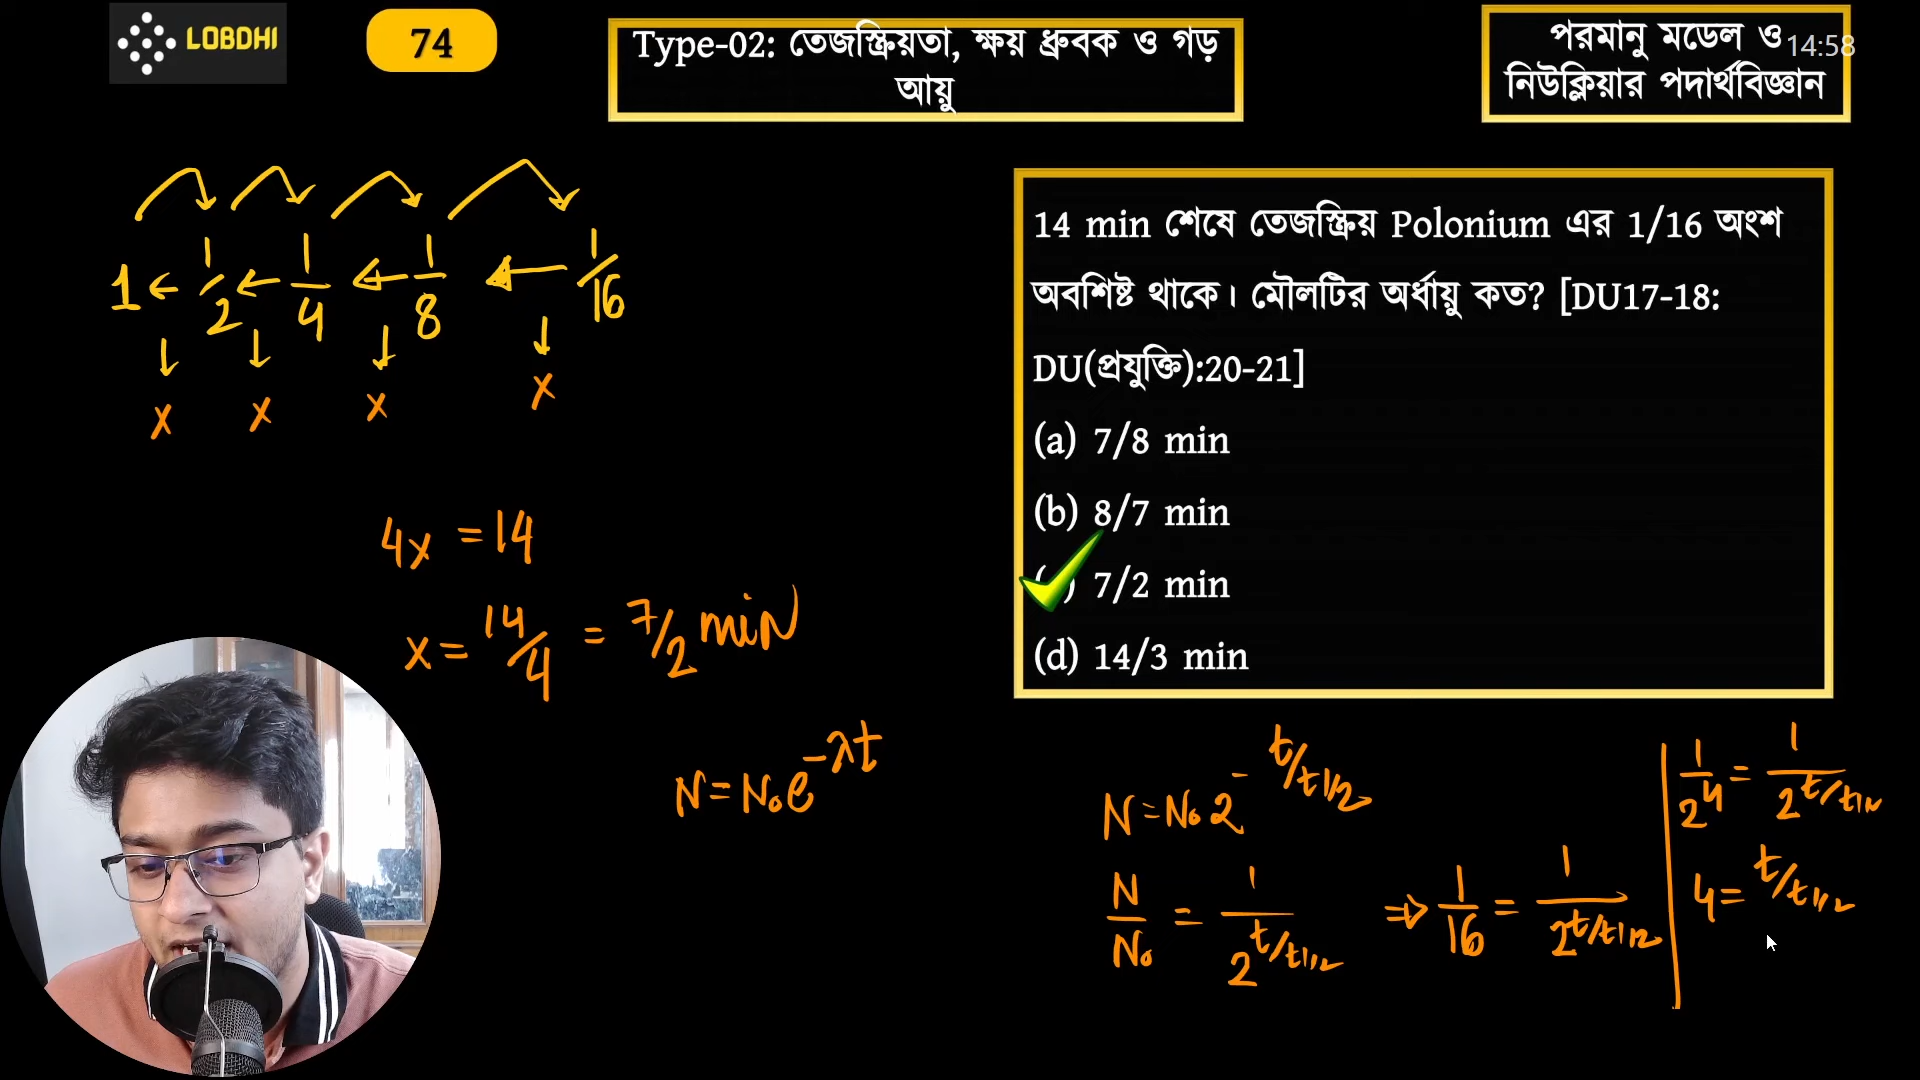 LOBDHI
74
Type-02: তেজস্ক্রিয়তা, ক্ষয় ধ্রুবক ও গড়
আয়ু
পরমানু মডেল ও
নিউক্লিয়ার পদার্থবিজ্ঞান
14:58
1 ← 1/2 ← 1/4 ← 1/8 ← 1/16
↓ ↓ ↓ ↓
x x x x
4x = 14
x = 14/4 = 7/2 min
N = N₀e^-λt
14 min শেষে তেজস্ক্রিয় Polonium এর 1/16 অংশ
অবশিষ্ট থাকে। মৌলটির অর্ধায়ু কত? [DU17-18:
DU(প্রযুক্তি):20-21]
(a) 7/8 min
(b) 8/7 min
7/2 min
(d) 14/3 min
N = N₀ 2^-t/t1/2
N/N₀ = 1/2^t/t1/2 ⇒ 1/16 = 1/2^t/t1/2
1/2^4 = 1/2^t/t1/2
4 = t/t1/2